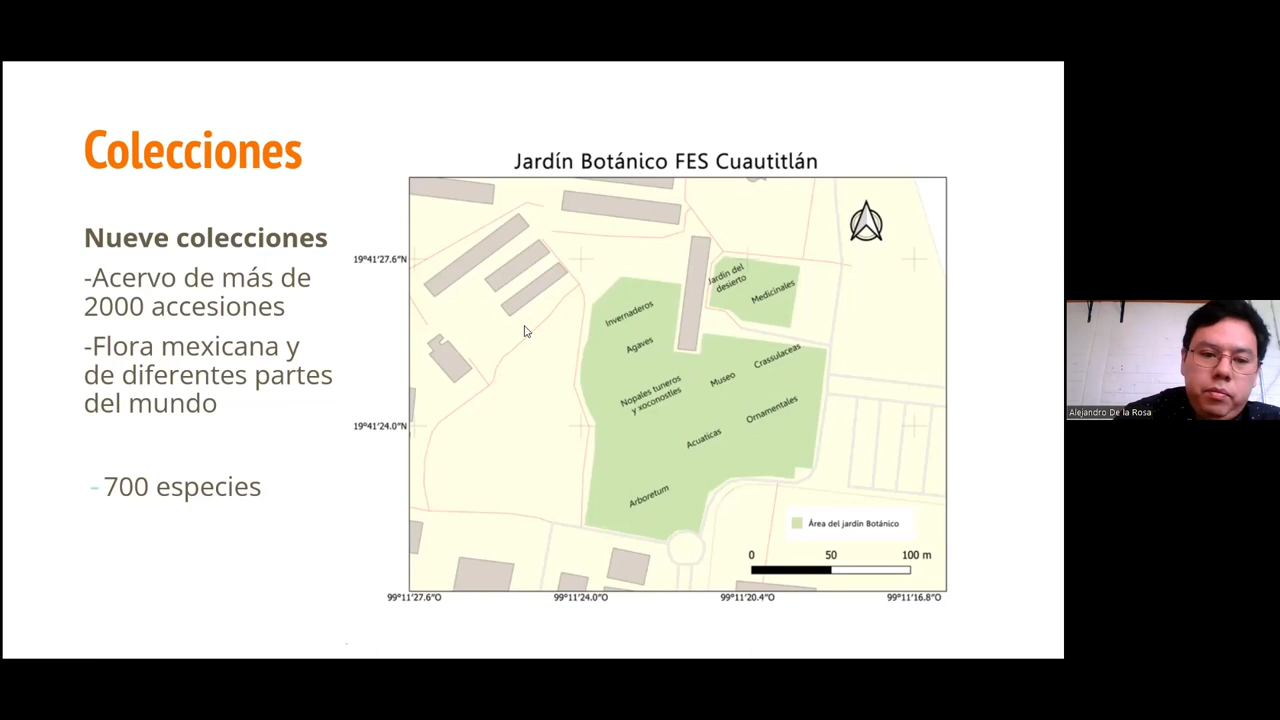 Colecciones
Nueve colecciones
-Acervo de más de
2000 accesiones
-Flora mexicana y
de diferentes partes
del mundo
- 700 especies
Jardín Botánico FES Cuautitlán
19°41'27.6"N
19°41'24.0"N
Jardín del
desierto
Medicinales
Invernaderos
Agaves
Nopales tuneros
y xoconostles
Museo
Crassulaceas
Ornamentales
Acuaticas
Arboretum
Área del jardín Botánico
0 50 100 m
99°11'27.6"O 99°11'24.0"O 99°11'20.4"O 99°11'16.8"O
Alejandro De la Rosa